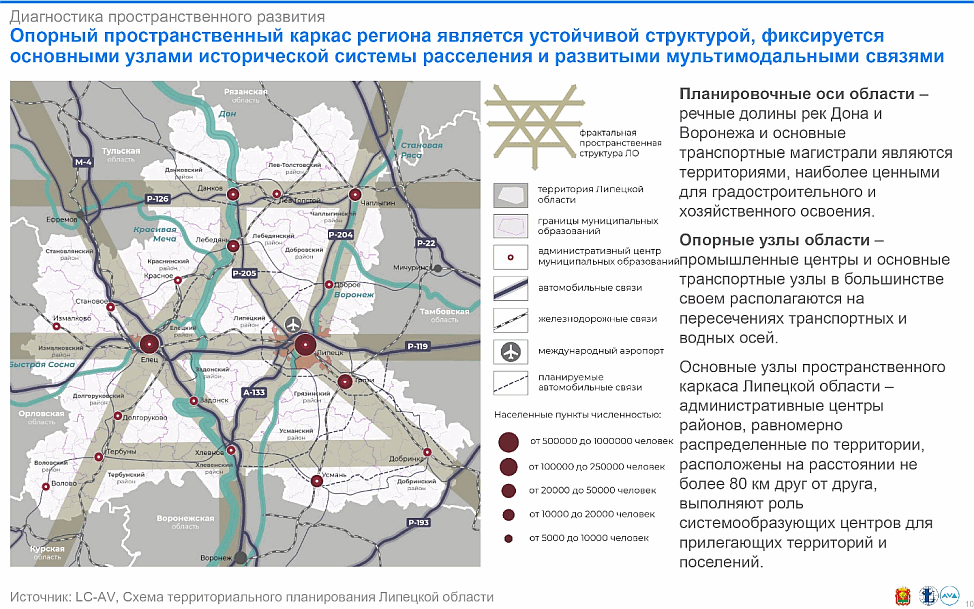 Диагностика пространственного развития
Опорный пространственный каркас региона является устойчивой структурой, фиксируется
основными узлами исторической системы расселения и развитыми мультимодальными связями
Рязанская
область
Дон
Становая
Ряса
Тульская
область
М-4
Данковский
район
Лев-Толстовский
район
Данков
Лев Толстой
Чаплыгин
Р-126
Чаплыгинский
район
Ефремов
Красивая
Меча
Лебедянь
Лебедянский
район
Добровский
район
Р-204
Р-22
Становлянский
район
Краснинский
район
Красное
Р-205
Мичуринск
Доброе
Воронеж
Становое
Тамбовская
область
Измалково
Елецкий
район
Липецкий
район
Измалковский
район
Елец
Липецк
Р-119
Быстрая Сосна
Задонский
район
Грязи
Долгоруковский
район
А-133
Грязинский
район
Задонск
Орловская
область
Долгоруково
Усманский
район
Тербуны
Хлевное
Добринка
Воловский
район
Хлевенский
район
Тербунский
район
Усмань
Добринский
район
Волово
Воронежская
область
Р-193
Курская
область
Воронеж
фрактальная
пространственная
структура ЛО
территория Липецкой
области
границы муниципальных
образований
административный центр
муниципальных образований
автомобильные связи
железнодорожные связи
международный аэропорт
планируемые
автомобильные связи
Населенные пункты численностью:
от 500000 до 1000000 человек
от 100000 до 250000 человек
от 20000 до 50000 человек
от 10000 до 20000 человек
от 5000 до 10000 человек
Планировочные оси области –
речные долины рек Дона и
Воронежа и основные
транспортные магистрали являются
территориями, наиболее ценными
для градостроительного и
хозяйственного освоения.
Опорные узлы области –
промышленные центры и основные
транспортные узлы в большинстве
своем располагаются на
пересечениях транспортных и
водных осей.
Основные узлы пространственного
каркаса Липецкой области –
административные центры
районов, равномерно
распределенные по территории,
расположены на расстоянии не
более 80 км друг от друга,
выполняют роль
системообразующих центров для
прилегающих территорий и
поселений.
Источник: LC-AV, Схема территориального планирования Липецкой области
AVA
10